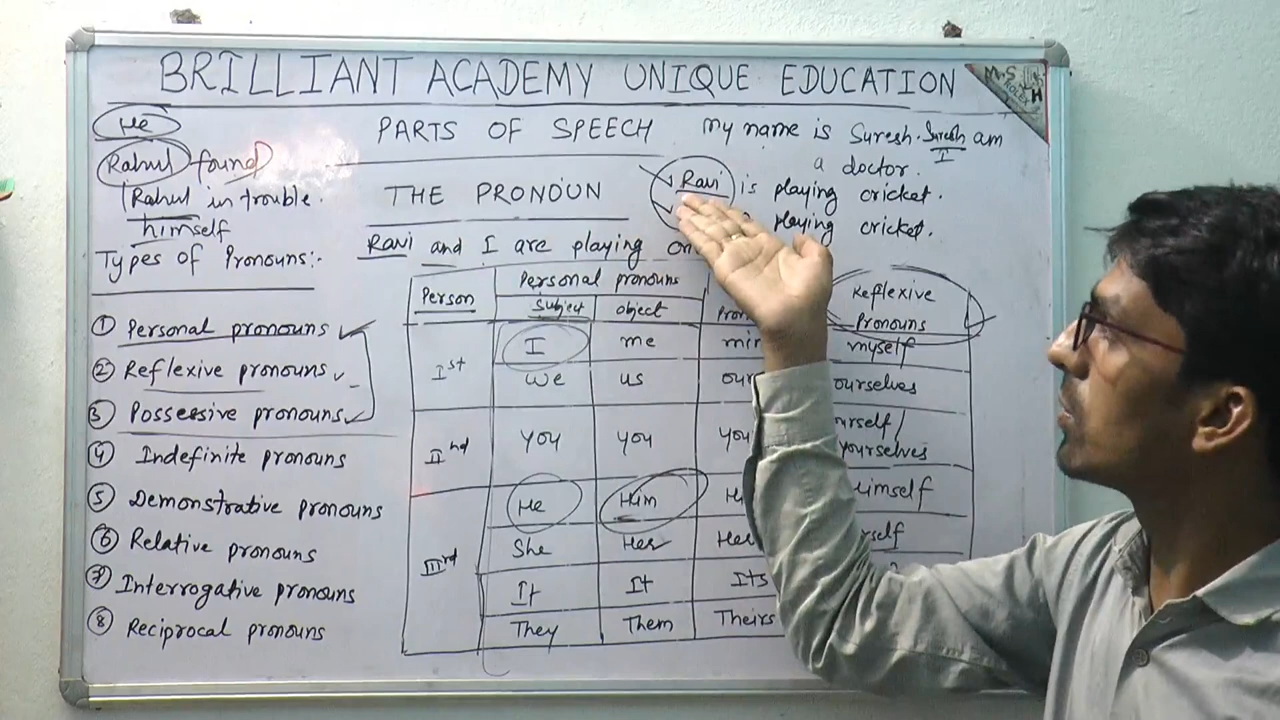 BRILLIANT ACADEMY UNIQUE EDUCATION
M.S
H
He
PARTS OF SPEECH
My name is Suresh. Suresh am
I
a doctor.
Rahul found
Rahul in trouble.
himself
THE PRONOUN
Ravi is playing cricket.
playing cricket.
Ravi and I are playing
Types of Pronouns:-
① Personal pronouns
② Reflexive pronouns
③ Possessive pronouns
④ Indefinite pronouns
⑤ Demonstrative pronouns
⑥ Relative pronouns
⑦ Interrogative pronouns
⑧ Reciprocal pronouns
Person Personal pronouns Reflexive Pronouns
Subject object
Ist I me myself
We us ourselves
IInd You you
yourselves
IIIrd He Him Himself
She Her
It It Its
They Them Theirs